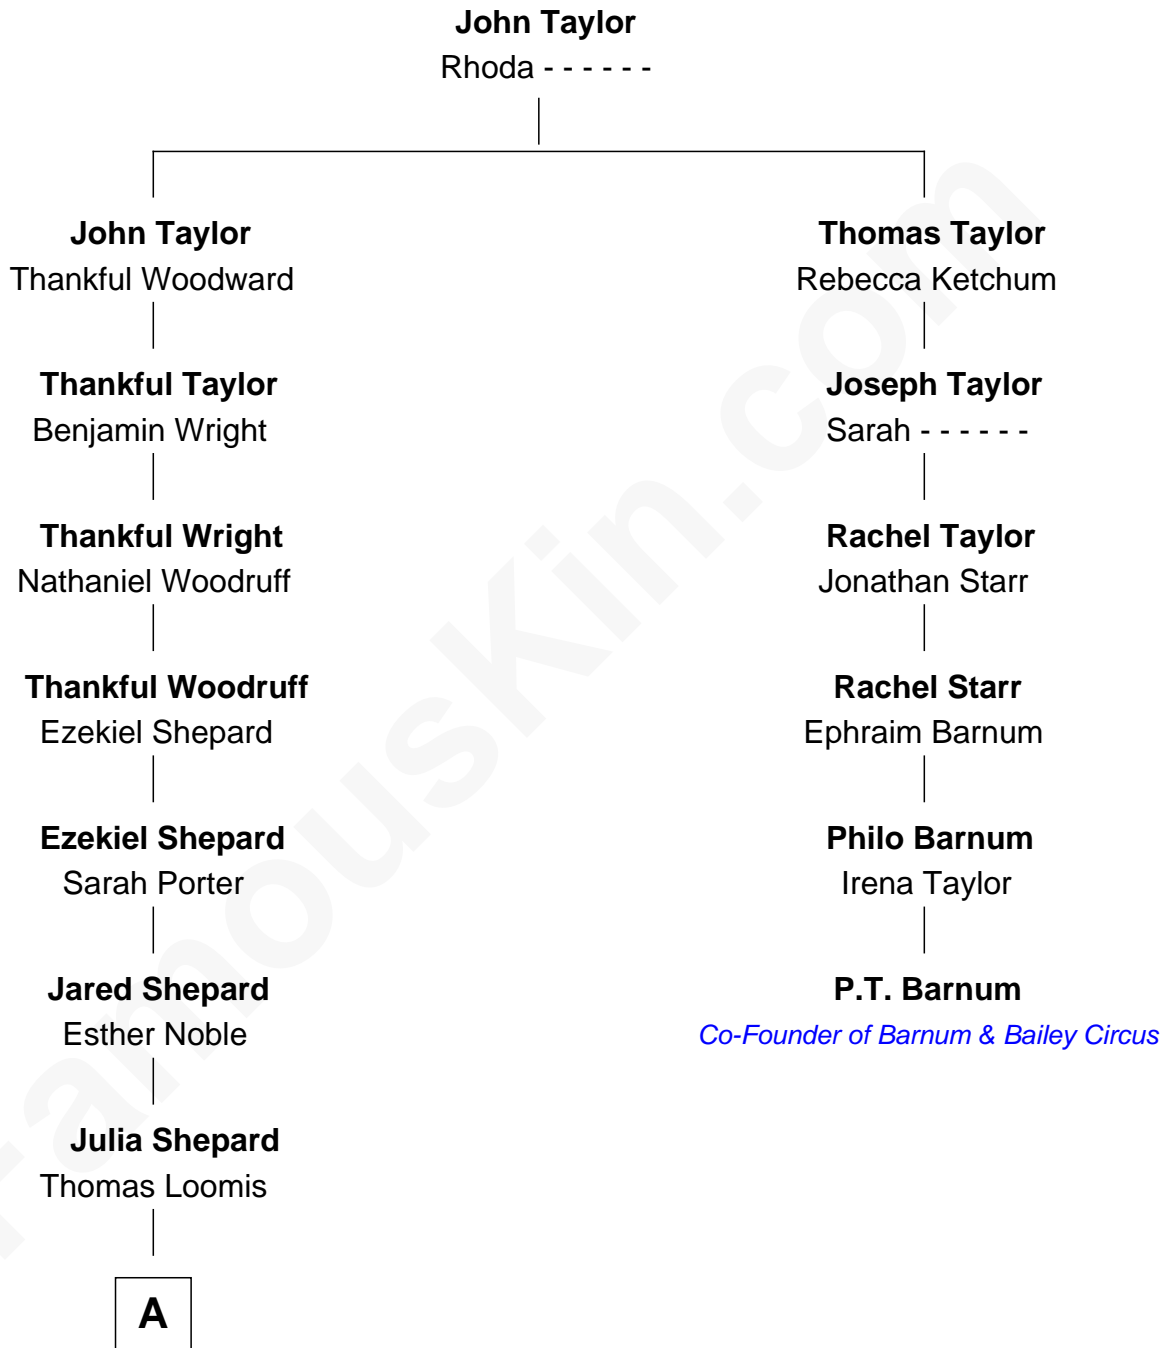 John Taylor
Rhoda - - - - - -
John Taylor
Thankful Woodward
Thomas Taylor
Rebecca Ketchum
Thankful Taylor
Benjamin Wright
Joseph Taylor
Sarah - - - - - -
Thankful Wright
Nathaniel Woodruff
Rachel Taylor
Jonathan Starr
Thankful Woodruff
Ezekiel Shepard
Rachel Starr
Ephraim Barnum
Ezekiel Shepard
Sarah Porter
Philo Barnum
Irena Taylor
Jared Shepard
Esther Noble
P.T. Barnum
Co-Founder of Barnum & Bailey Circus
Julia Shepard
Thomas Loomis
A
FamousKin.com